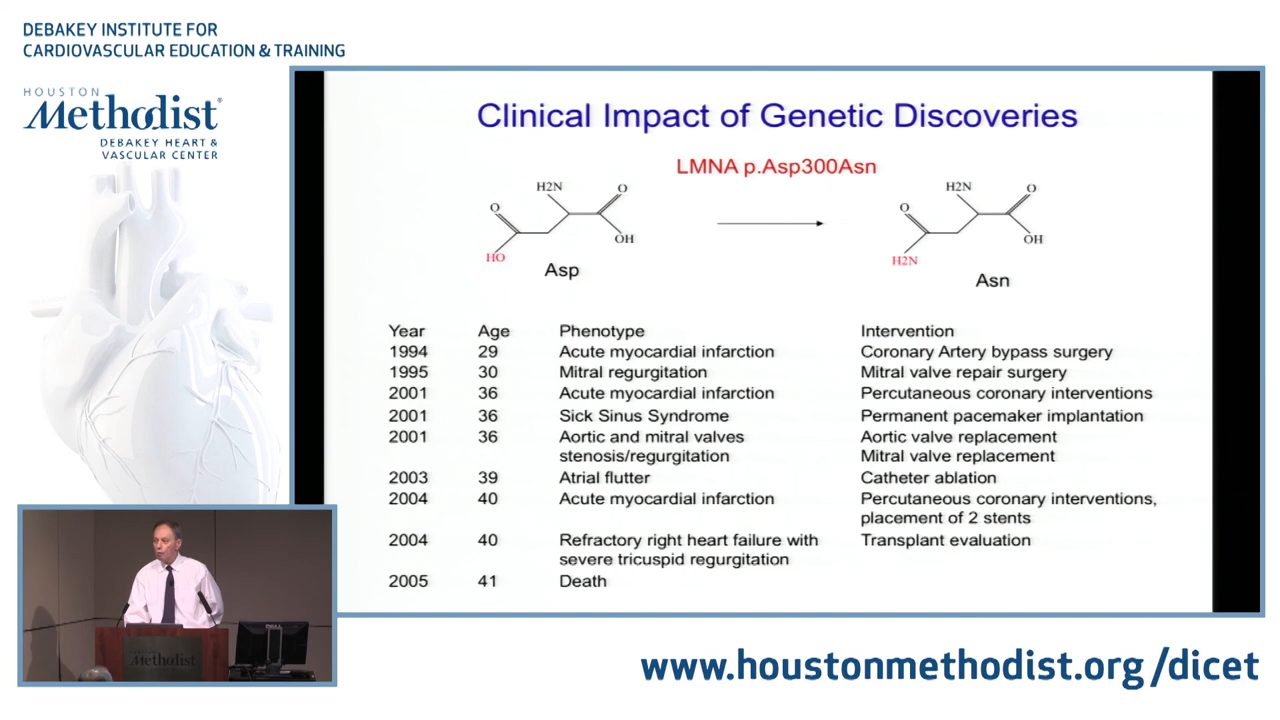 DEBAKEY INSTITUTE FOR
CARDIOVASCULAR EDUCATION & TRAINING
HOUSTON
Methodist®
DEBAKEY HEART &
VASCULAR CENTER
Clinical Impact of Genetic Discoveries
LMNA p.Asp300Asn
H2N O H2N O
O O
OH OH
HO H2N
Asp Asn
Year Age Phenotype Intervention
1994 29 Acute myocardial infarction Coronary Artery bypass surgery
1995 30 Mitral regurgitation Mitral valve repair surgery
2001 36 Acute myocardial infarction Percutaneous coronary interventions
2001 36 Sick Sinus Syndrome Permanent pacemaker implantation
2001 36 Aortic and mitral valves Aortic valve replacement
stenosis/regurgitation Mitral valve replacement
2003 39 Atrial flutter Catheter ablation
2004 40 Acute myocardial infarction Percutaneous coronary interventions,
placement of 2 stents
2004 40 Refractory right heart failure with Transplant evaluation
severe tricuspid regurgitation
2005 41 Death
HOUSTON
Methodist
DELL
www.houstonmethodist.org/dicet